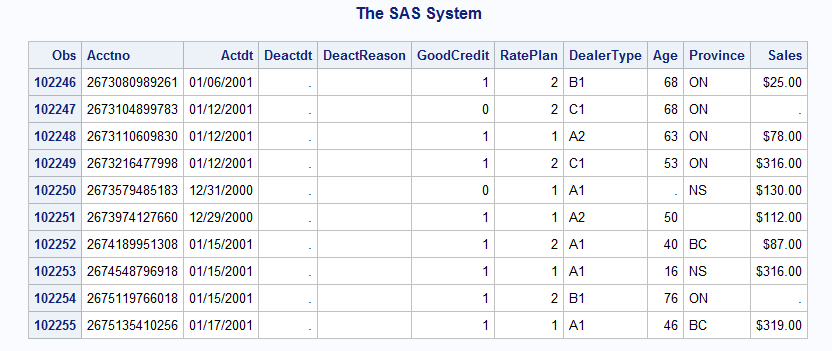 The SAS System
Obs Acctno Actdt Deactdt DeactReason GoodCredit RatePlan DealerType Age Province Sales
102246 2673080989261 01/06/2001 . 1 2 B1 68 ON $25.00
102247 2673104899783 01/12/2001 . 0 2 C1 68 ON .
102248 2673110609830 01/12/2001 . 1 1 A2 63 ON $78.00
102249 2673216477998 01/12/2001 . 1 2 C1 53 ON $316.00
102250 2673579485183 12/31/2000 . 0 1 A1 . NS $130.00
102251 2673974127660 12/29/2000 . 1 1 A2 50 $112.00
102252 2674189951308 01/15/2001 . 1 2 A1 40 BC $87.00
102253 2674548796918 01/15/2001 . 1 1 A1 16 NS $316.00
102254 2675119766018 01/15/2001 . 1 2 B1 76 ON .
102255 2675135410256 01/17/2001 . 1 1 A1 46 BC $319.00